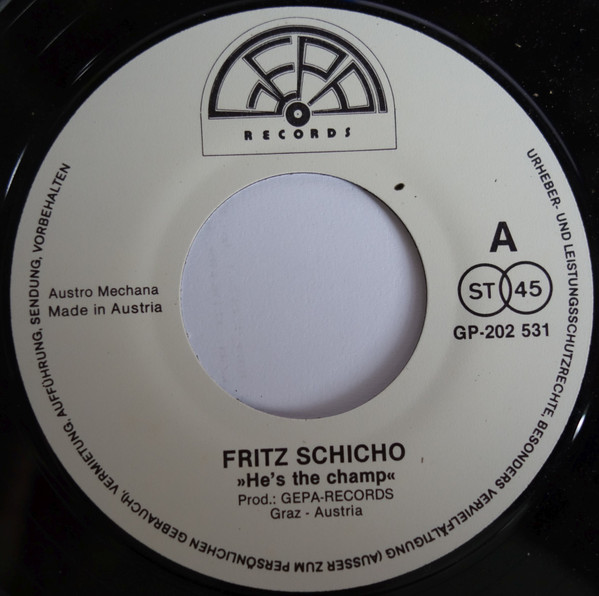 GEPA
RECORDS
A
ST 45
GP-202 531
Austro Mechana
Made in Austria
FRITZ SCHICHO
»He's the champ«
Prod.: GEPA-RECORDS
Graz - Austria
URHEBER- UND LEISTUNGSSCHUTZRECHTE, BESONDERS VERVIELFÄLTIGUNG (AUSSER ZUM PERSÖNLICHEN GEBRAUCH), VERMIETUNG, AUFFÜHRUNG, SENDUNG, VORBEHALTEN